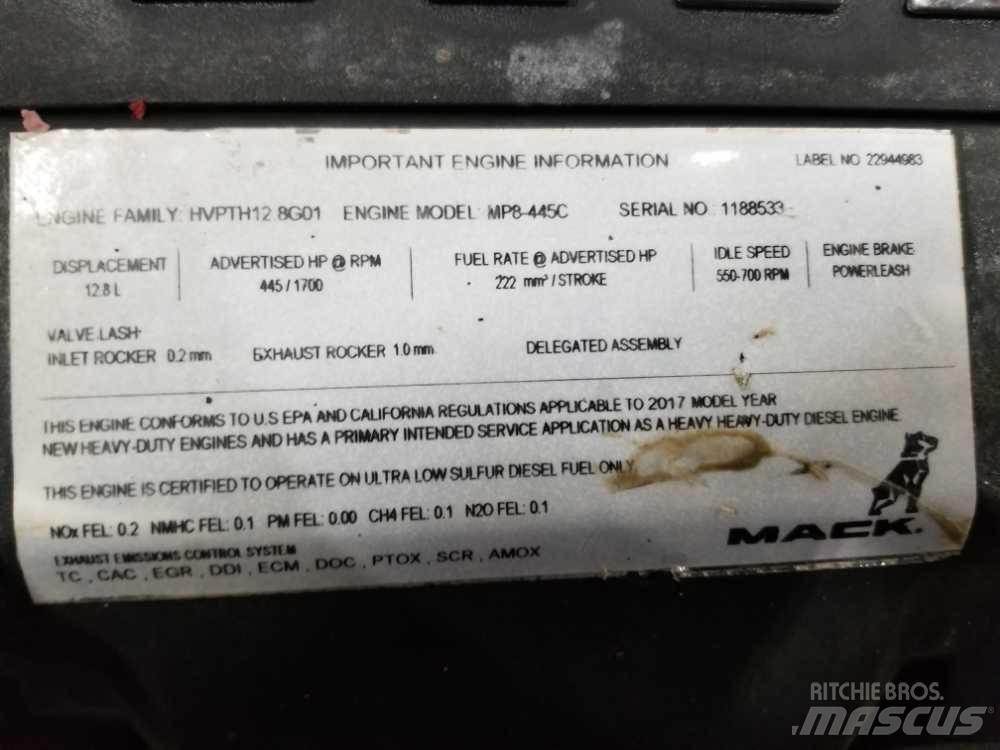 IMPORTANT ENGINE INFORMATION LABEL NO 22944983
ENGINE FAMILY: HVPTH12.8G01 ENGINE MODEL: MP8-445C SERIAL NO 1188533
DISPLACEMENT ADVERTISED HP @ RPM FUEL RATE @ ADVERTISED HP IDLE SPEED ENGINE BRAKE
12.8 L 445 / 1700 222 mm³ / STROKE 550-700 RPM POWERLEASH
VALVE LASH:
INLET ROCKER 0.2 mm EXHAUST ROCKER 1.0 mm DELEGATED ASSEMBLY
THIS ENGINE CONFORMS TO U.S EPA AND CALIFORNIA REGULATIONS APPLICABLE TO 2017 MODEL YEAR
NEW HEAVY-DUTY ENGINES AND HAS A PRIMARY INTENDED SERVICE APPLICATION AS A HEAVY HEAVY-DUTY DIESEL ENGINE
THIS ENGINE IS CERTIFIED TO OPERATE ON ULTRA LOW SULFUR DIESEL FUEL ONLY
NOx FEL: 0.2 NMHC FEL: 0.1 PM FEL: 0.00 CH4 FEL: 0.1 N2O FEL: 0.1
EXHAUST EMISSIONS CONTROL SYSTEM
TC , CAC , EGR , DDI , ECM , DOC , PTOX , SCR , AMOX
MACK.
RITCHIE BROS.
MASCUS